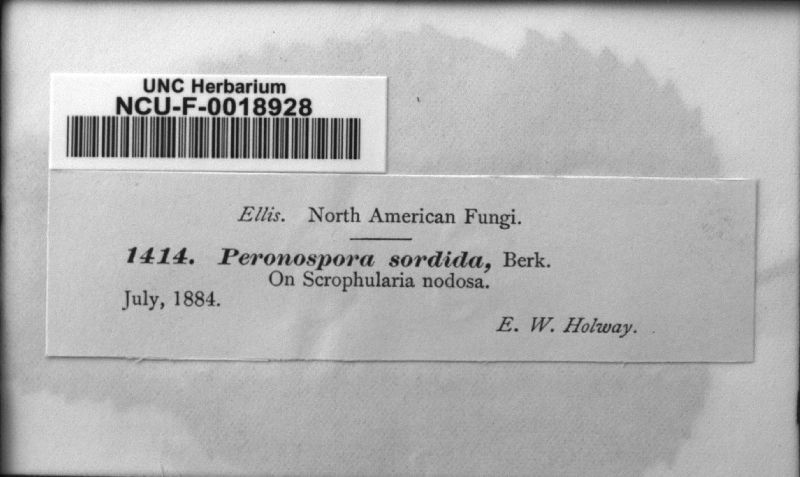 UNC Herbarium
NCU-F-0018928
Ellis. North American Fungi.
1414. Peronospora sordida, Berk.
On Scrophularia nodosa.
July, 1884.
E. W. Holway.